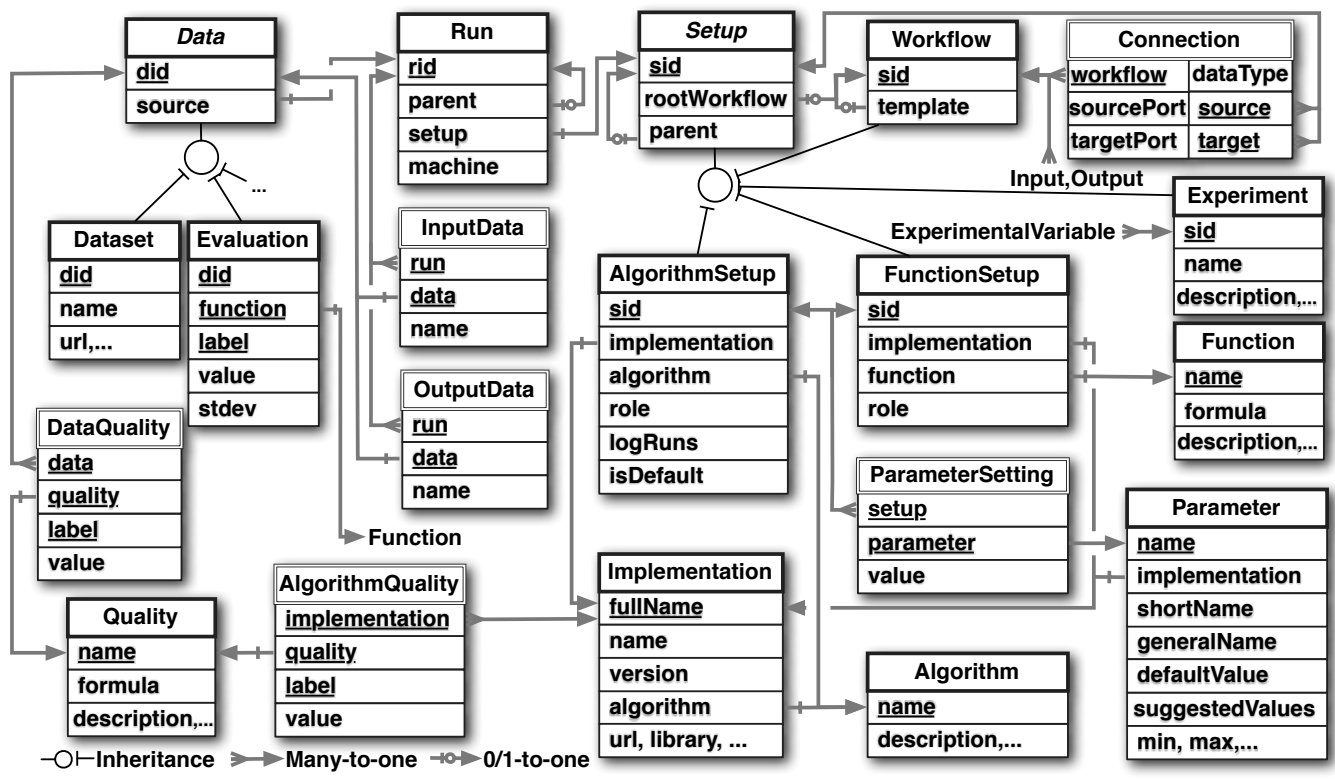 Data
did
source
Run
rid
parent
setup
machine
Setup
sid
rootWorkflow
parent
Workflow
sid
template
Connection
workflow dataType
sourcePort source
targetPort target
Input,Output
...
Dataset
did
name
url,...
Evaluation
did
function
label
value
stdev
InputData
run
data
name
OutputData
run
data
name
AlgorithmSetup
sid
implementation
algorithm
role
logRuns
isDefault
FunctionSetup
sid
implementation
function
role
ExperimentalVariable
Experiment
sid
name
description,...
Function
name
formula
description,...
DataQuality
data
quality
label
value
Function
ParameterSetting
setup
parameter
value
Parameter
name
implementation
shortName
generalName
defaultValue
suggestedValues
min, max,...
Quality
name
formula
description,...
AlgorithmQuality
implementation
quality
label
value
Implementation
fullName
name
version
algorithm
url, library, ...
Algorithm
name
description,...
Inheritance
Many-to-one
0/1-to-one